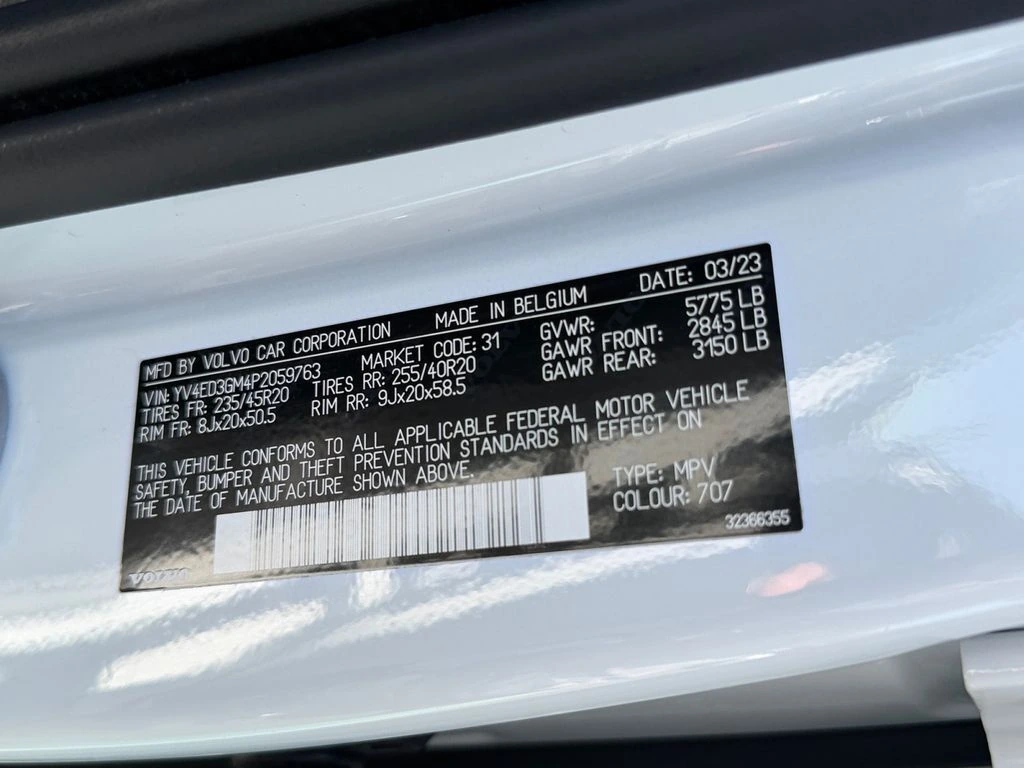 MFD BY VOLVO CAR CORPORATION MADE IN BELGIUM DATE: 03/23
VIN: YV4ED3GM4P2059763 MARKET CODE: 31 GVWR: 5775 LB
TIRES FR: 235/45R20 TIRES RR: 255/40R20 GAWR FRONT: 2845 LB
RIM FR: 8Jx20x50.5 RIM RR: 9Jx20x58.5 GAWR REAR: 3150 LB
THIS VEHICLE CONFORMS TO ALL APPLICABLE FEDERAL MOTOR VEHICLE
SAFETY, BUMPER AND THEFT PREVENTION STANDARDS IN EFFECT ON
THE DATE OF MANUFACTURE SHOWN ABOVE.
TYPE: MPV
COLOUR: 707
32366355
VOLVO